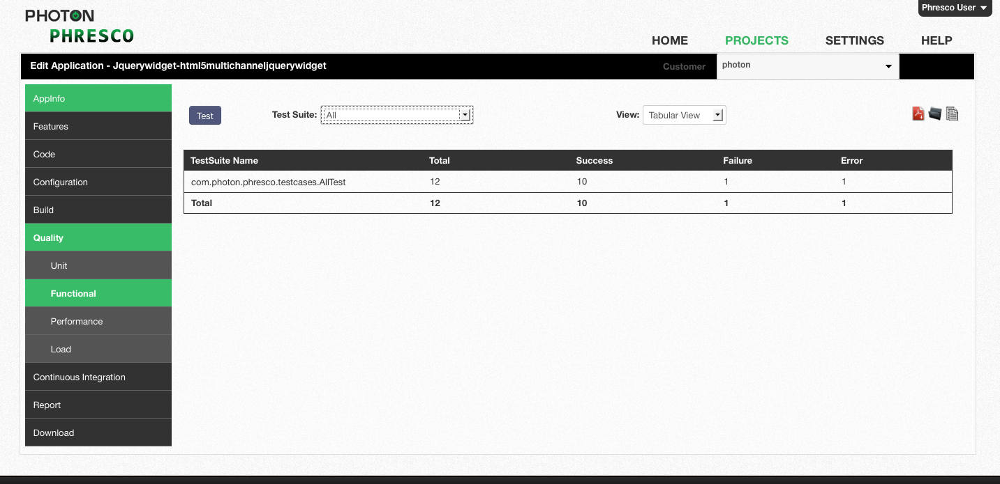 Phresco User
PHOTON
PHRESCO
HOME PROJECTS SETTINGS HELP
Edit Application - Jquerywidget-html5multichanneljquerywidget Customer photon
AppInfo
Features
Code
Configuration
Build
Quality
Unit
Functional
Performance
Load
Continuous Integration
Report
Download
Test Test Suite: All View: Tabular View
TestSuite Name Total Success Failure Error
com.photon.phresco.testcases.AllTest 12 10 1 1
Total 12 10 1 1